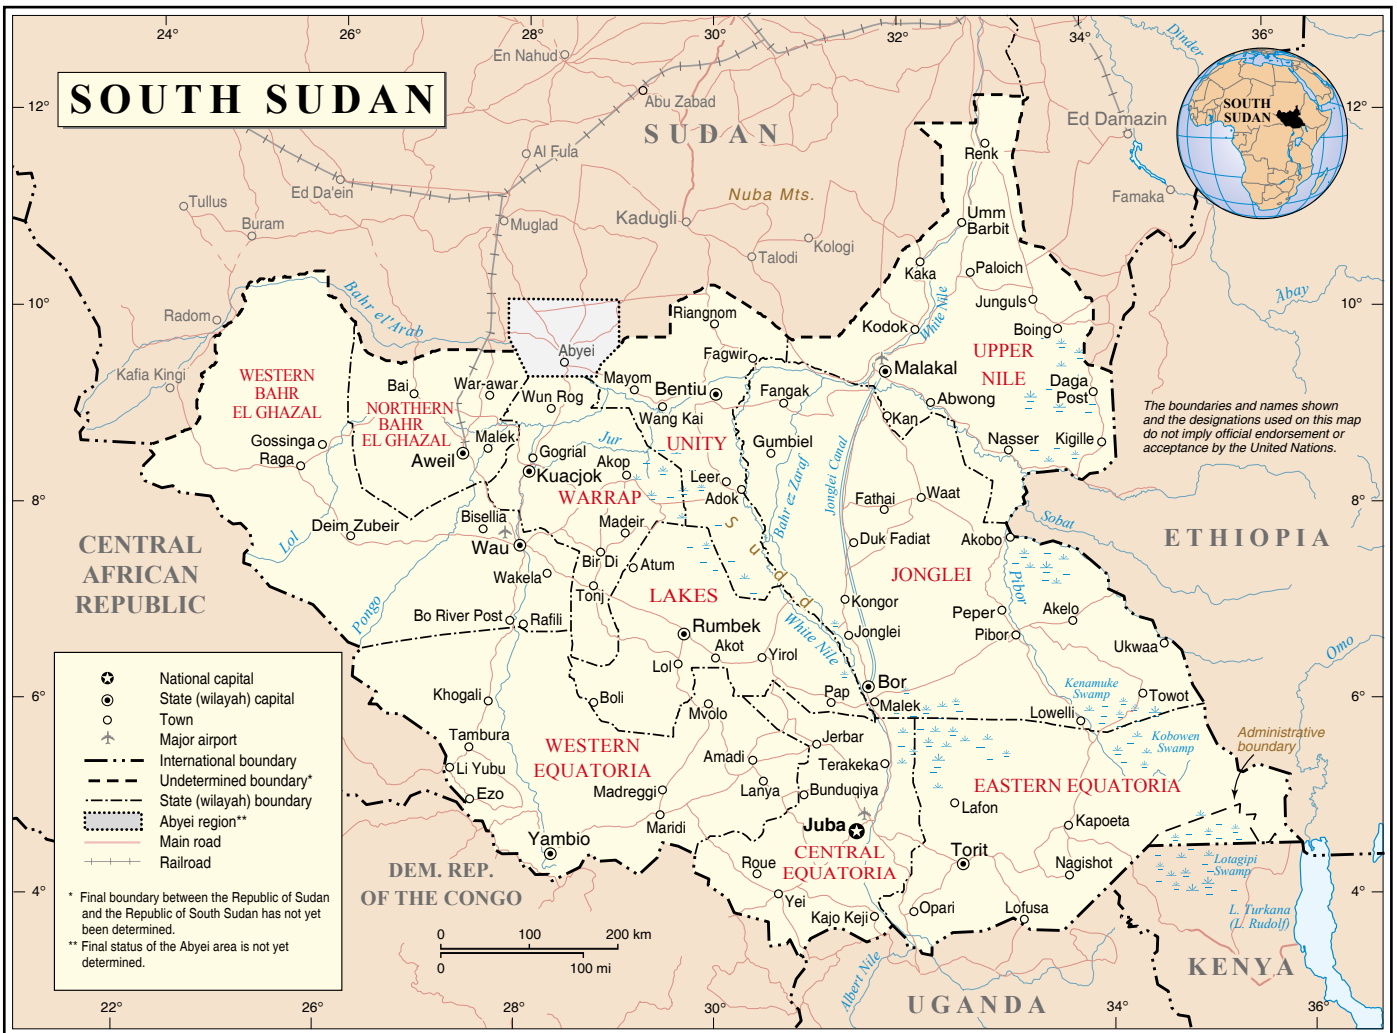 24°
26°
30°
32°
34°
36°
12°
12°
10°
10°
8°
8°
6°
6°
4°
4°
22°
26°
28°
30°
34°
36°
SOUTH SUDAN
SOUTH
SUDAN
SUDAN
En Nahud
Abu Zabad
Al Fula
Ed Da'ein
Tullus
Buram
Muglad
Kadugli
Nuba Mts.
Talodi
Kologi
Radom
Kafia Kingi
Ed Damazin
Famaka
Dinder
Abay
Renk
Umm
Barbit
Kaka
Paloich
Junguls
Kodok
White Nile
Boing
UPPER
NILE
Malakal
Daga
Post
Abwong
Kan
Nasser
Kigille
The boundaries and names shown
and the designations used on this map
do not imply official endorsement or
acceptance by the United Nations.
Bahr el'Arab
Abyei
Riangnom
Fagwir
Mayom
Bentiu
Fangak
Wang Kai
UNITY
Gumbiel
Leer
Adok
Bahr ez Zaraf
Jonglei Canal
Sudd
WESTERN
BAHR
EL GHAZAL
Gossinga
Raga
Deim Zubeir
Lol
Bai
War-awar
NORTHERN
BAHR
EL GHAZAL
Malek
Aweil
Wun Rog
Jur
Gogrial
Akop
Kuacjok
WARRAP
Bisellia
Madeir
Wau
Bir Di
Wakela
Atum
Tonj
Pongo
Bo River Post
Rafili
LAKES
Rumbek
Akot
Yirol
Lol
Boli
Mvolo
Pap
Fathai
Waat
Duk Fadiat
Akobo
Sobat
JONGLEI
Pibor
Kongor
Peper
Akelo
Pibor
Jonglei
White Nile
Ukwaa
Bor
Malek
Kenamuke
Swamp
Towot
Lowelli
Kobowen
Swamp
Omo
Administrative
boundary
ETHIOPIA
CENTRAL
AFRICAN
REPUBLIC
Khogali
Tambura
Li Yubu
Ezo
WESTERN
EQUATORIA
Madreggi
Maridi
Yambio
Amadi
Lanya
Jerbar
Terakeka
Bunduqiya
Juba
CENTRAL
EQUATORIA
Roue
Yei
Kajo Keji
EASTERN EQUATORIA
Lafon
Kapoeta
Torit
Nagishot
Opari
Lofusa
Lotagipi
Swamp
L. Turkana
(L. Rudolf)
Albert Nile
DEM. REP.
OF THE CONGO
UGANDA
KENYA
National capital
State (wilayah) capital
Town
Major airport
International boundary
Undetermined boundary*
State (wilayah) boundary
Abyei region**
Main road
Railroad
* Final boundary between the Republic of Sudan
and the Republic of South Sudan has not yet
been determined.
** Final status of the Abyei area is not yet
determined.
0 100 200 km
0 100 mi